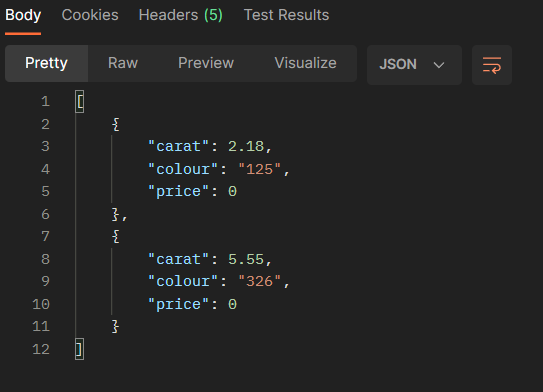 Body Cookies Headers (5) Test Results
Pretty Raw Preview Visualize JSON
1 [
2 {
3 "carat": 2.18,
4 "colour": "125",
5 "price": 0
6 },
7 {
8 "carat": 5.55,
9 "colour": "326",
10 "price": 0
11 }
12 ]